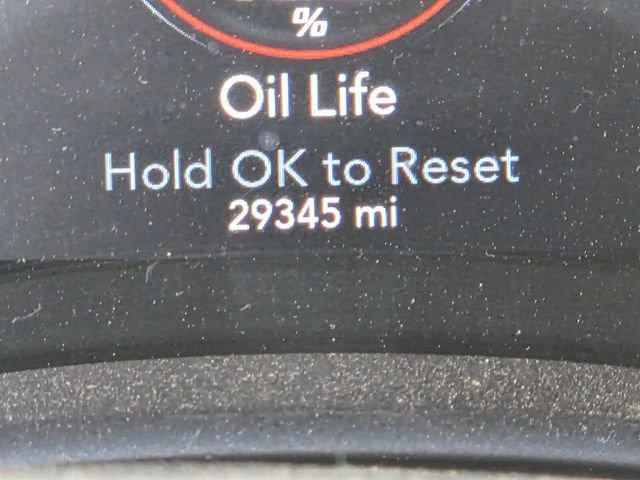 %
Oil Life
Hold OK to Reset
29345 mi